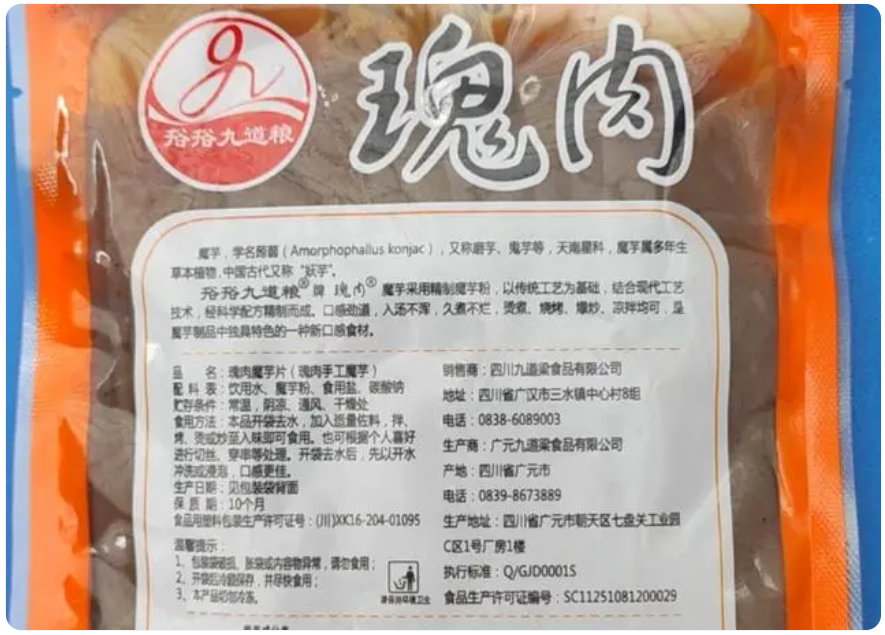 裕裕九道粮
瑰肉
魔芋，学名蒟蒻（Amorphophallus konjac），又称磨芋、鬼芋等，天南星科，魔芋属多年生
草本植物，中国古代又称“妖芋”。
裕裕九道粮®牌 瑰肉®魔芋采用精制魔芋粉，以传统工艺为基础，结合现代工艺
技术，经科学配方精制而成。口感劲道，入汤不浑，久煮不烂，烫煮、烧烤、爆炒、凉拌均可，是
魔芋制品中独具特色的一种新口感食材。
品 名：瑰肉魔芋片（瑰肉手工魔芋）
配 料 表：饮用水、魔芋粉、食用盐、碳酸钠
贮存条件：常温，阴凉、通风、干燥处
食用方法：本品开袋去水，加入适量佐料，拌、
烤、烫或炒至入味即可食用。也可根据个人喜好
进行切丝、穿串等处理。开袋去水后，先以开水
冲洗或浸泡，口感更佳。
生产日期：见包装袋背面
保 质 期：10个月
食品用塑料包装生产许可证号：(川)XK16-204-01095
温馨提示：
1、包装袋破损、胀袋或内容物异常，请勿食用；
2、开袋后冷藏保存，并尽快食用；
3、本产品切勿冷冻。
请保持环境卫生
销售商：四川九道梁食品有限公司
地址：四川省广汉市三水镇中心村8组
电话：0838-6089003
生产商：广元九道梁食品有限公司
产地：四川省广元市
电话：0839-8673889
生产地址：四川省广元市朝天区七盘关工业园
C区1号厂房1楼
执行标准：Q/GJD0001S
食品生产许可证编号：SC11251081200029